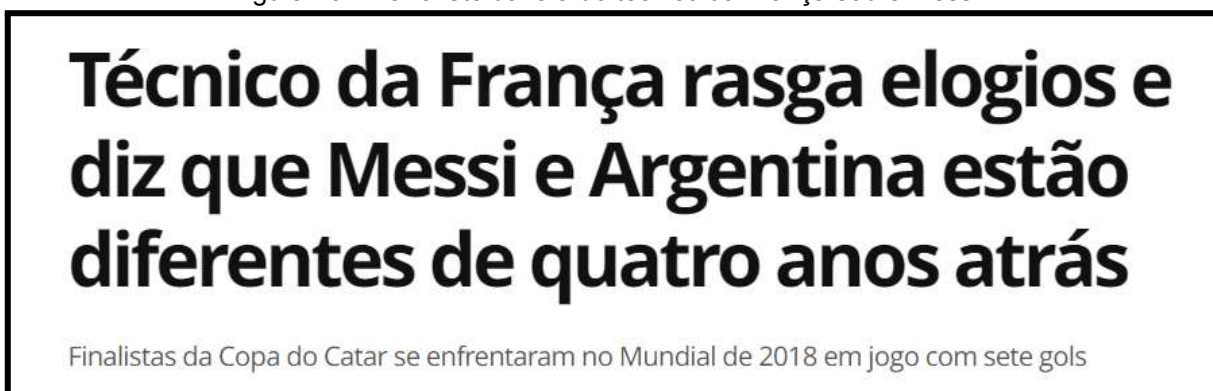 Técnico da França rasga elogios e
diz que Messi e Argentina estão
diferentes de quatro anos atrás
Finalistas da Copa do Catar se enfrentaram no Mundial de 2018 em jogo com sete gols